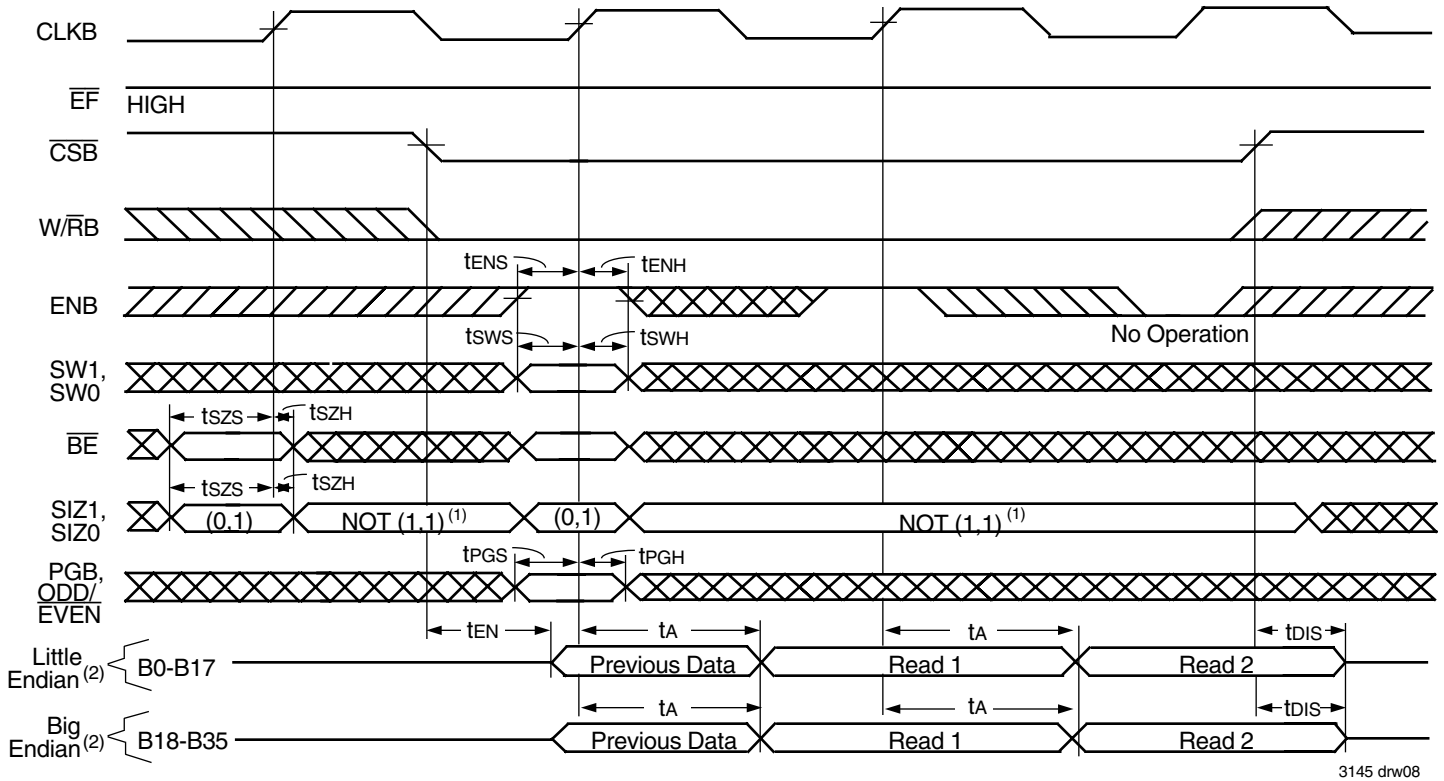 CLKB
EF
HIGH
CSB
W/RB
tENS
tENH
ENB
No Operation
tSWS
tSWH
SW1,
SW0
tSZS
tSZH
BE
tSZS
tSZH
SIZ1,
SIZ0
(0,1)
NOT (1,1) (1)
(0,1)
NOT (1,1) (1)
tPGS
tPGH
PGB,
ODD/
EVEN
tEN
tA
tA
tDIS
Little
Endian (2)
B0-B17
Previous Data
Read 1
Read 2
tA
tA
tDIS
Big
Endian (2)
B18-B35
Previous Data
Read 1
Read 2
3145 drw08